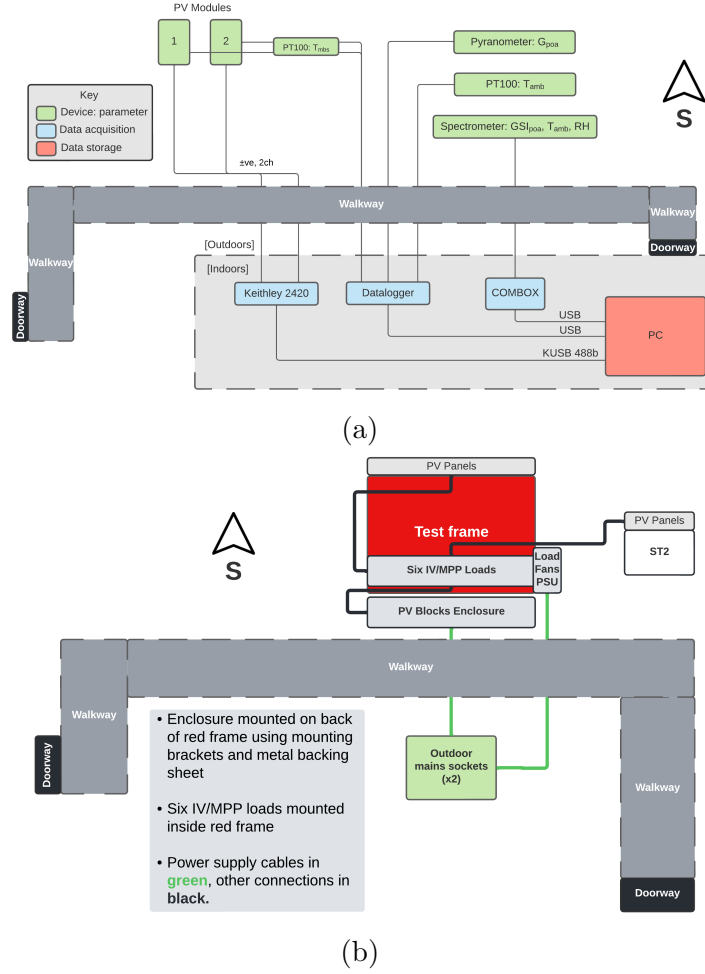 PV Modules
1
2
PT100: Tmbs
Pyranometer: Gpoa
PT100: Tamb
Spectrometer: GSIpoa, Tamb, RH
S
Key
Device: parameter
Data acquisition
Data storage
±ve, 2ch
Walkway
Walkway
Walkway
Doorway
Doorway
[Outdoors]
[Indoors]
Keithley 2420
Datalogger
COMBOX
USB
USB
KUSB 488b
PC
(a)
PV Panels
Test frame
S
PV Panels
ST2
Six IV/MPP Loads
Load
Fans
PSU
PV Blocks Enclosure
Walkway
Walkway
Walkway
Doorway
Doorway
• Enclosure mounted on back
of red frame using mounting
brackets and metal backing
sheet
• Six IV/MPP loads mounted
inside red frame
• Power supply cables in
green, other connections in
black.
Outdoor
mains sockets
(x2)
(b)